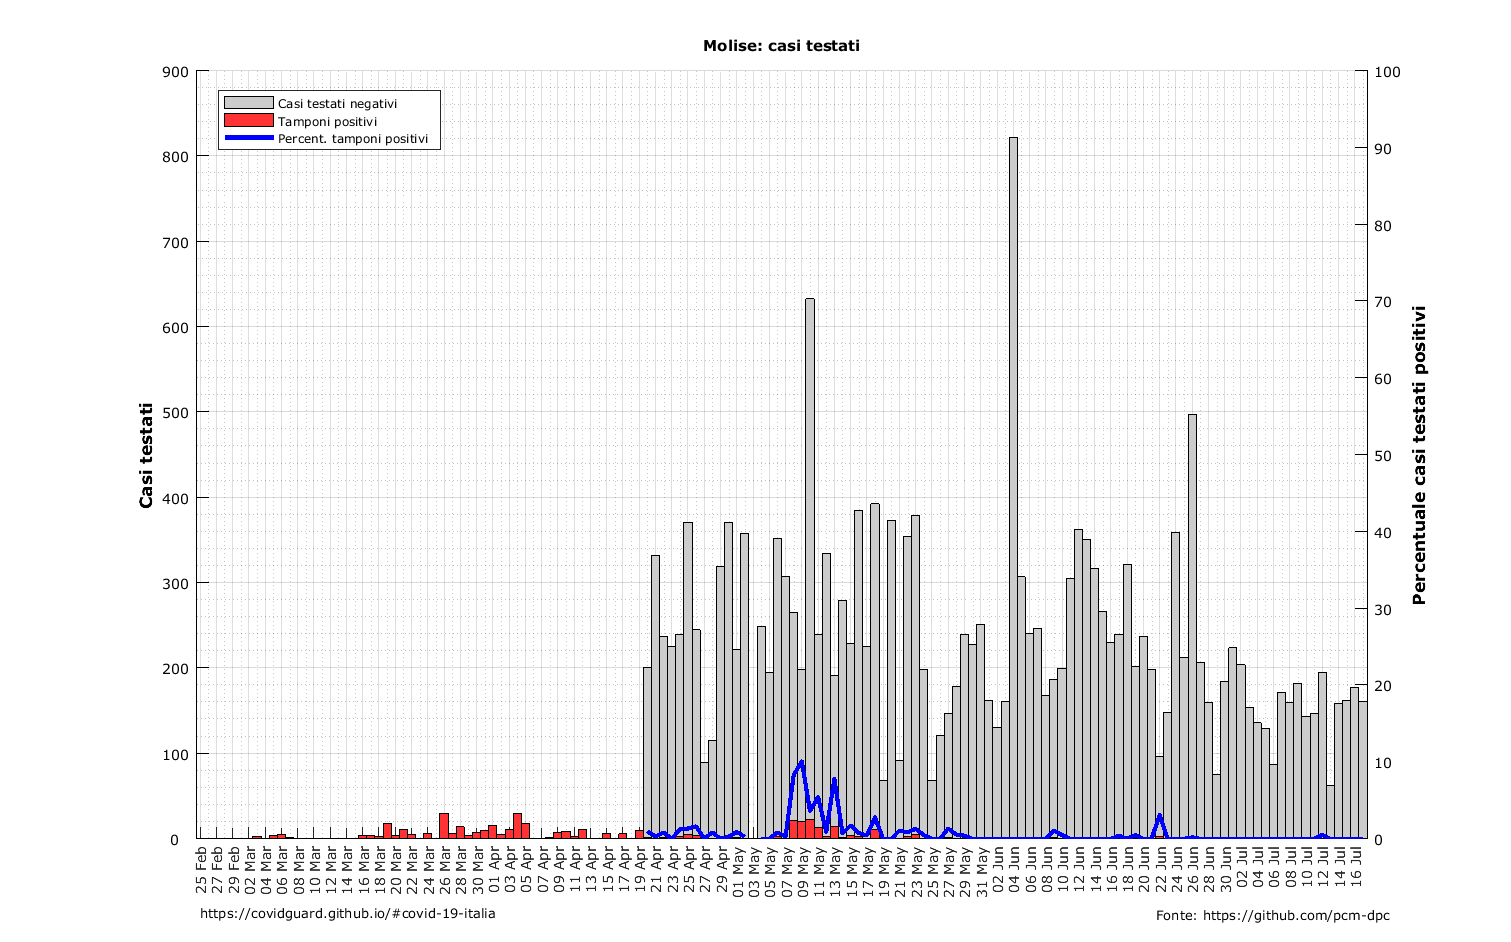 Molise: casi testati
Casi testati negativi
Tamponi positivi
Percent. tamponi positivi
Casi testati
900
800
700
600
500
400
300
200
100
0
100
90
80
70
60
50
40
30
20
10
0
Percentuale casi testati positivi
25 Feb
27 Feb
29 Feb
02 Mar
04 Mar
06 Mar
08 Mar
10 Mar
12 Mar
14 Mar
16 Mar
18 Mar
20 Mar
22 Mar
24 Mar
26 Mar
28 Mar
30 Mar
01 Apr
03 Apr
05 Apr
07 Apr
09 Apr
11 Apr
13 Apr
15 Apr
17 Apr
19 Apr
21 Apr
23 Apr
25 Apr
27 Apr
29 Apr
01 May
03 May
05 May
07 May
09 May
11 May
13 May
15 May
17 May
19 May
21 May
23 May
25 May
27 May
29 May
31 May
02 Jun
04 Jun
06 Jun
08 Jun
10 Jun
12 Jun
14 Jun
16 Jun
18 Jun
20 Jun
22 Jun
24 Jun
26 Jun
28 Jun
30 Jun
02 Jul
04 Jul
06 Jul
08 Jul
10 Jul
12 Jul
14 Jul
16 Jul
https://covidguard.github.io/#covid-19-italia
Fonte: https://github.com/pcm-dpc